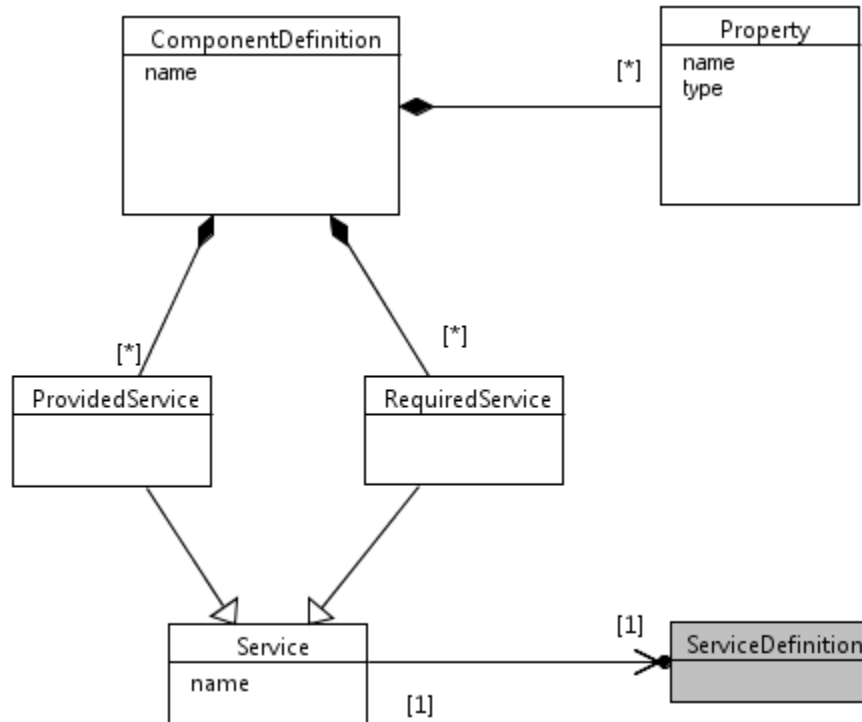 ComponentDefinition
name
Property
name
type
[*]
[*]
[*]
ProvidedService
RequiredService
Service
name
[1]
[1]
ServiceDefinition